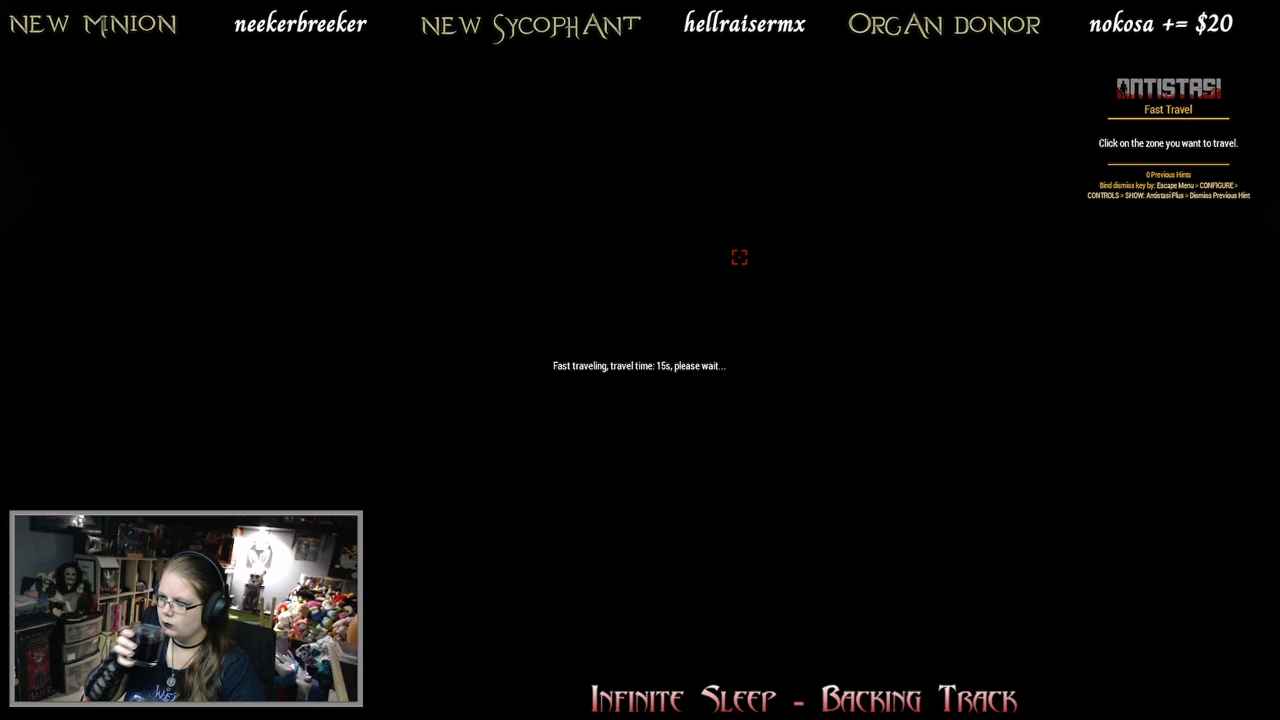 NEW MINION neekerbreeker NEW SYCOPHANT hellraisermx ORGAN DONOR nokosa += $20
ANTISTASI
Fast Travel
Click on the zone you want to travel.
0 Previous Hints
Bind dismiss key by: Escape Menu > CONFIGURE >
CONTROLS > SHOW: Antistasi Plus > Dismiss Previous Hint
Fast traveling, travel time: 15s, please wait...
INFINITE SLEEP - BACKING TRACK